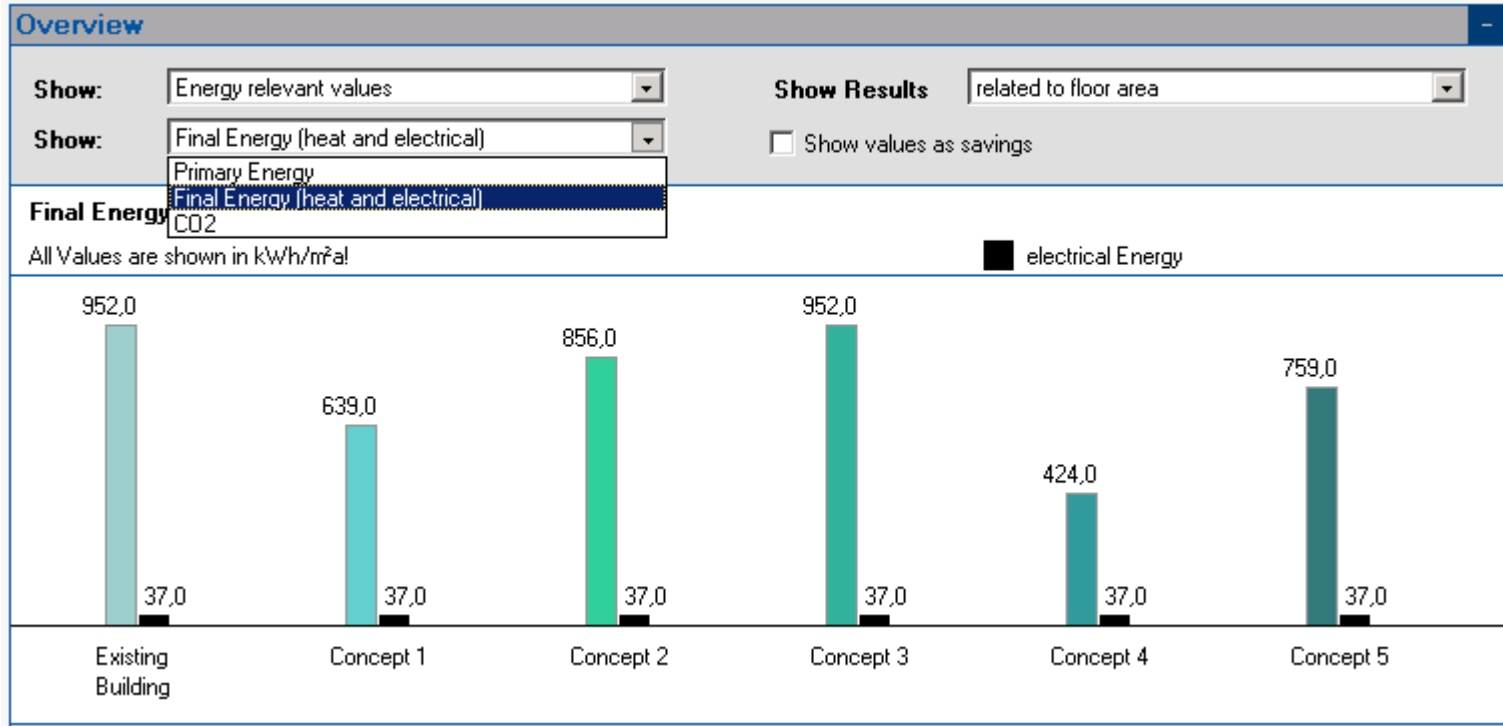 Overview
Show: Energy relevant values Show Results related to floor area
Show: Final Energy (heat and electrical) Show values as savings
Primary Energy
Final Energy (heat and electrical)
CO2
Final Energy
All Values are shown in kWh/m²a! electrical Energy
952,0 639,0 856,0 952,0 424,0 759,0
37,0 37,0 37,0 37,0 37,0 37,0
Existing Building Concept 1 Concept 2 Concept 3 Concept 4 Concept 5